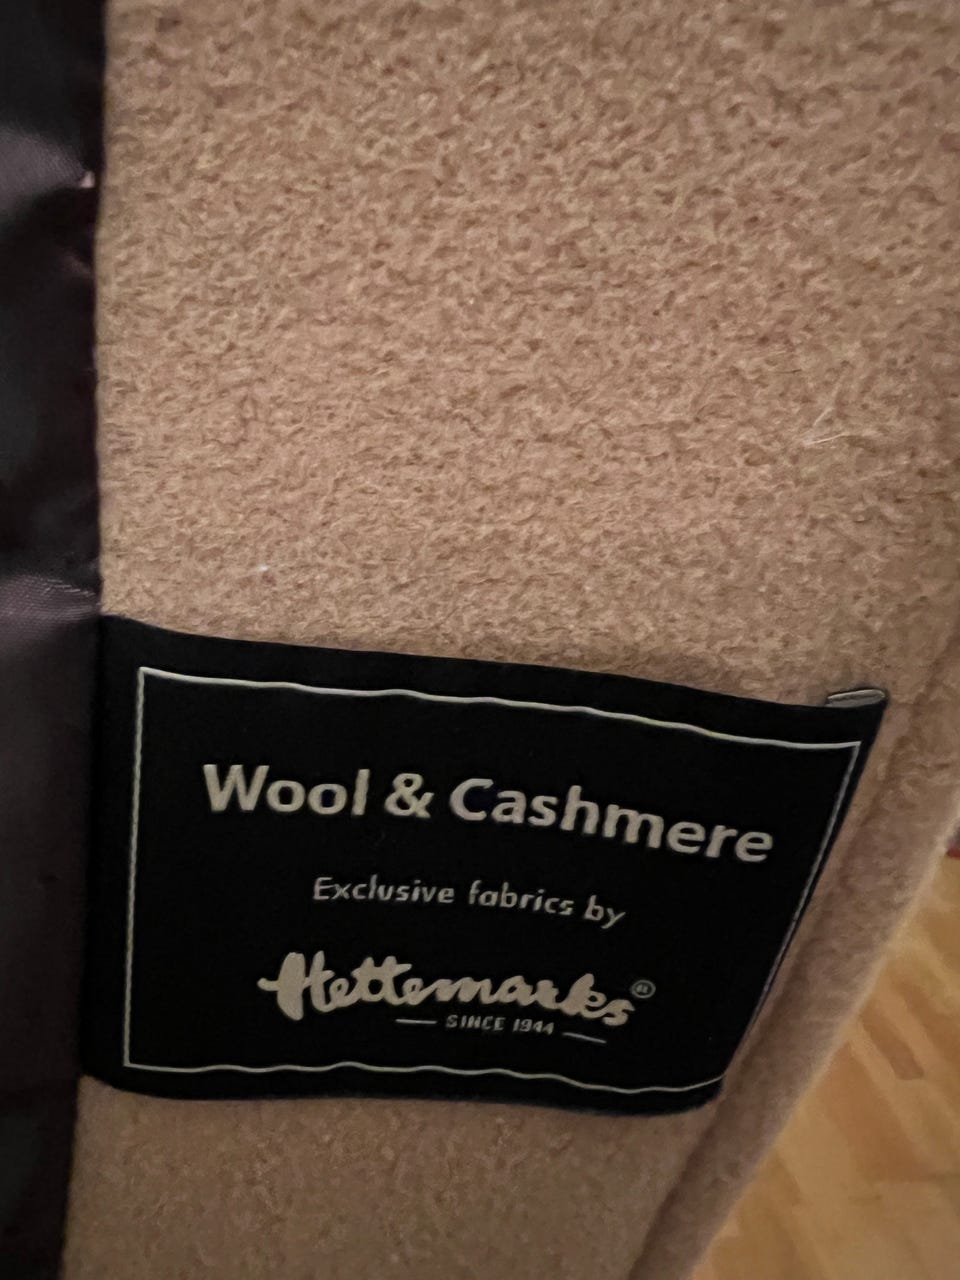 Wool & Cashmere
Exclusive fabrics by
Hettemarks®
SINCE 1944